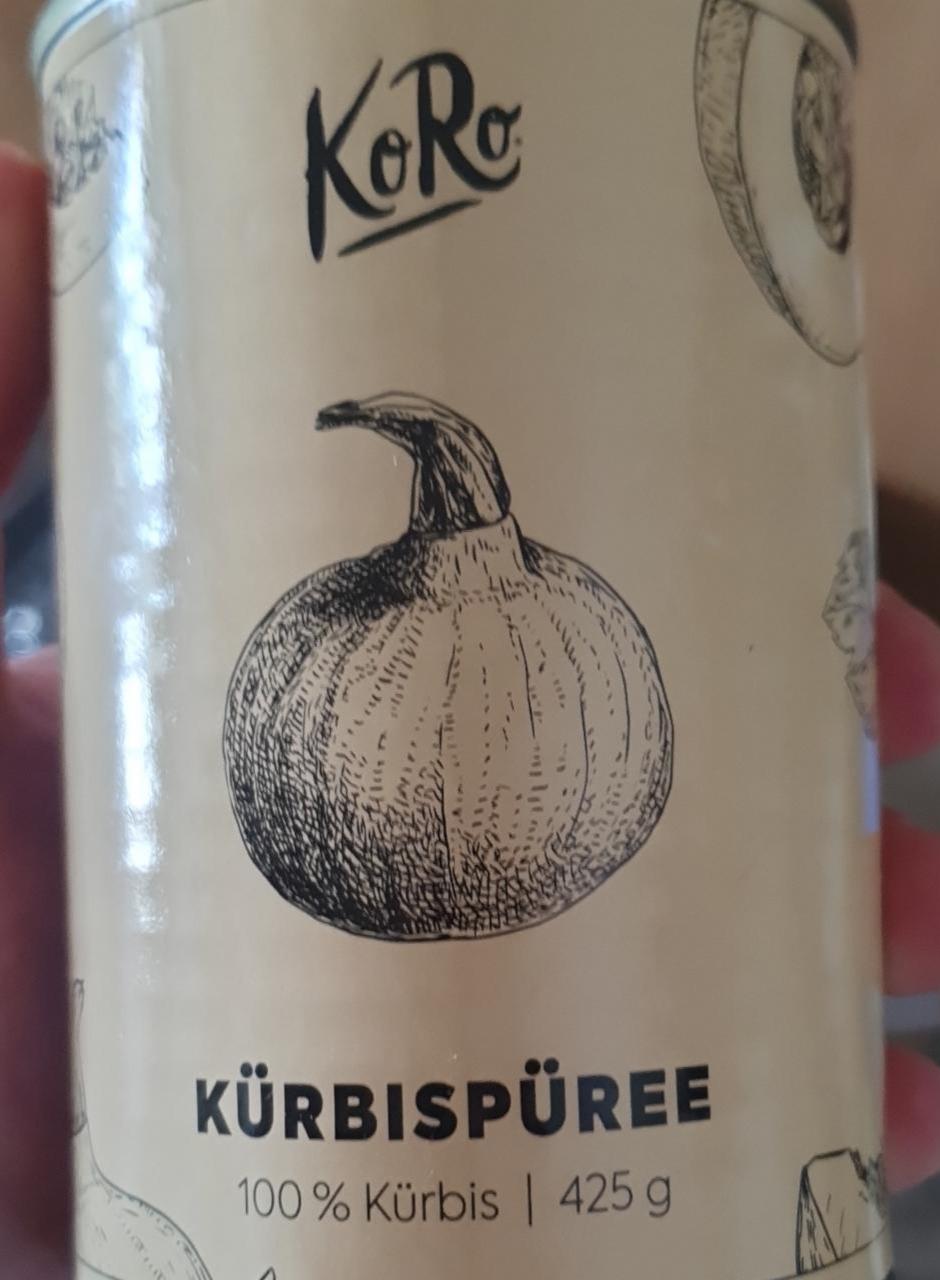 KoRo
KÜRBISPÜREE
100 % Kürbis | 425 g